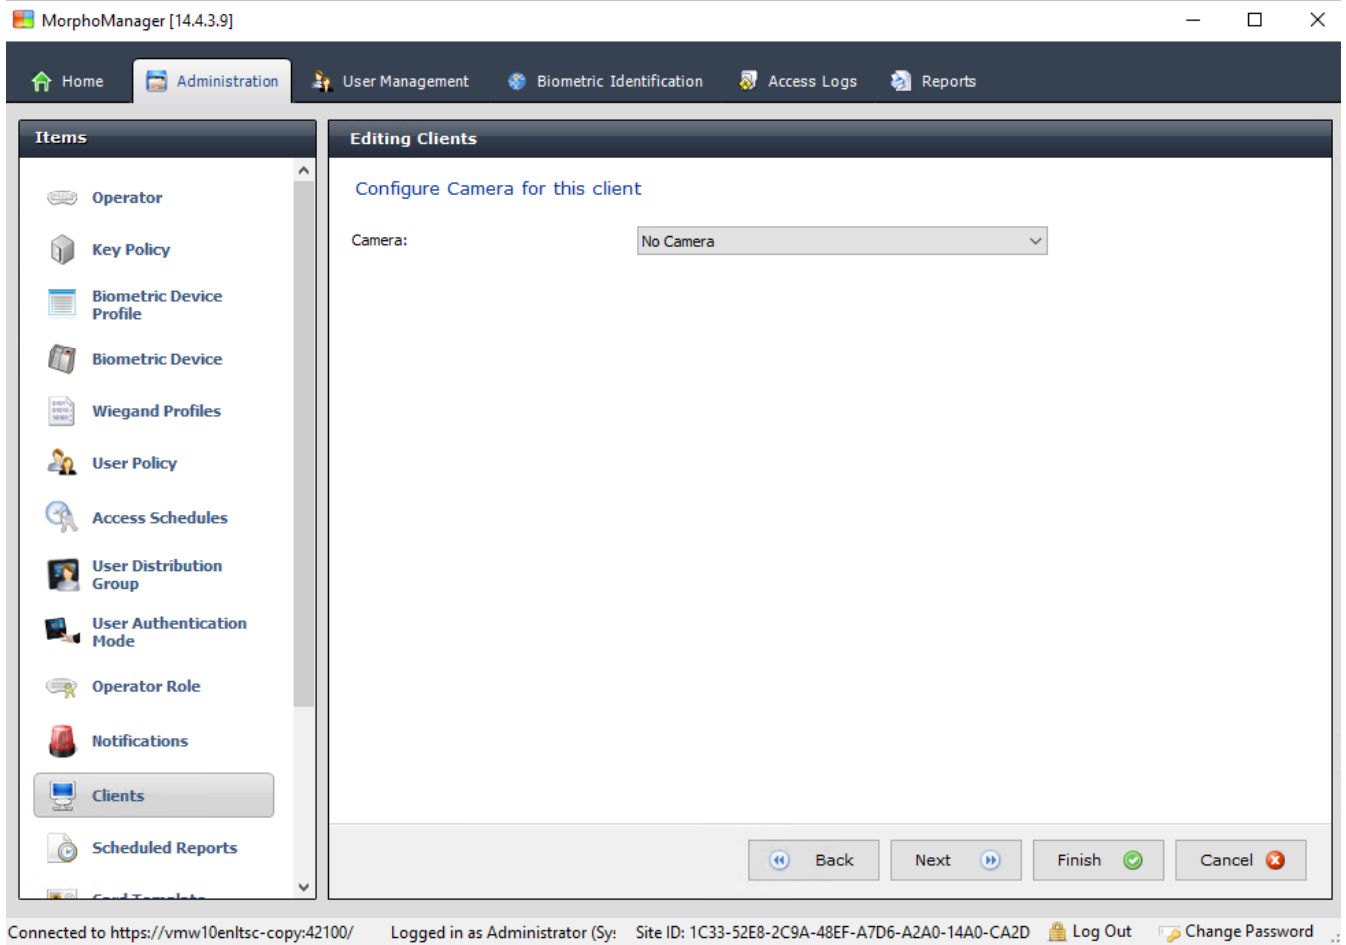 MorphoManager [14.4.3.9]
Home
Administration
User Management
Biometric Identification
Access Logs
Reports
Items
Operator
Key Policy
Biometric Device
Profile
Biometric Device
Wiegand Profiles
User Policy
Access Schedules
User Distribution
Group
User Authentication
Mode
Operator Role
Notifications
Clients
Scheduled Reports
Card Template
Editing Clients
Configure Camera for this client
Camera:
No Camera
Back
Next
Finish
Cancel
Connected to https://vmw10enltsc-copy:42100/
Logged in as Administrator (Sy:
Site ID: 1C33-52E8-2C9A-48EF-A7D6-A2A0-14A0-CA2D
Log Out
Change Password